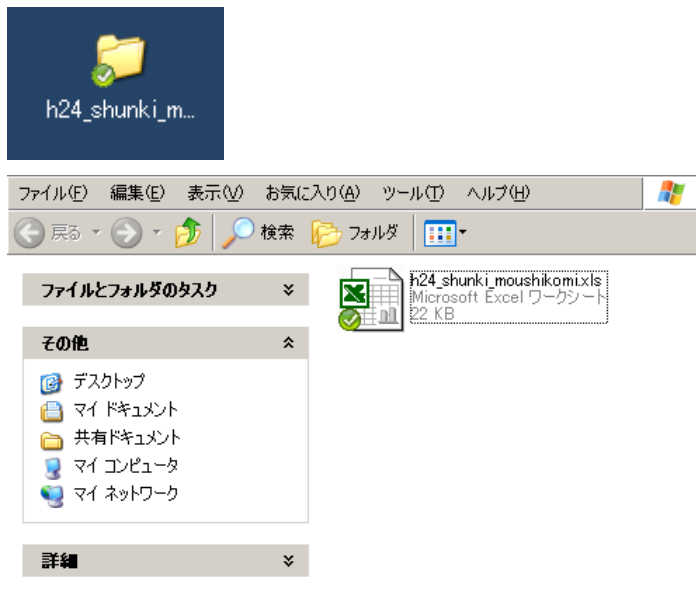 h24_shunki_m...
ファイル(F) 編集(E) 表示(V) お気に入り(A) ツール(T) ヘルプ(H)
戻る 検索 フォルダ
ファイルとフォルダのタスク
h24_shunki_moushikomi.xls
Microsoft Excel ワークシート
22 KB
その他
デスクトップ
マイ ドキュメント
共有ドキュメント
マイ コンピュータ
マイ ネットワーク
詳細